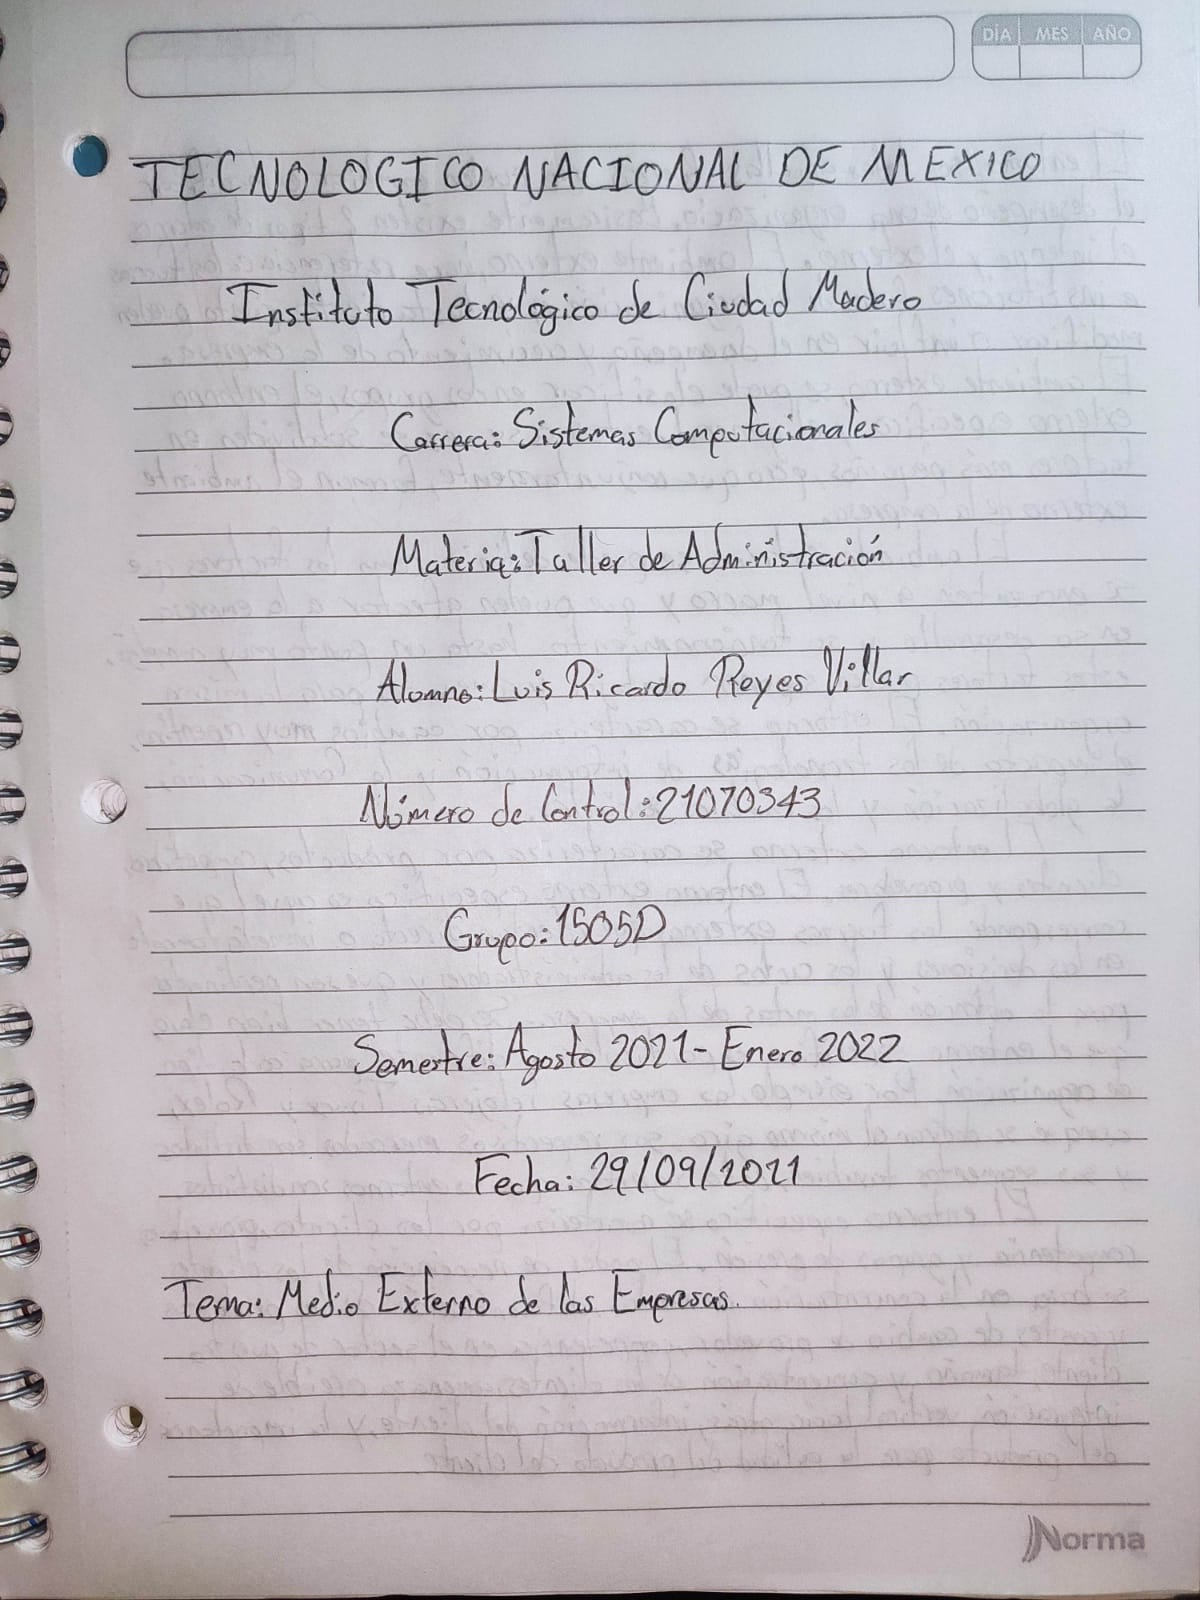 DÍA MES AÑO
TECNOLOGICO NACIONAL DE MEXICO
Instituto Tecnológico de Ciudad Madero
Carrera: Sistemas Computacionales
Materia: Taller de Administración
Alumno: Luis Ricardo Reyes Villar
Número de Control: 21070343
Grupo: 1505D
Semestre: Agosto 2021 - Enero 2022
Fecha: 29/09/2021
Tema: Medio Externo de las Empresas.
Norma